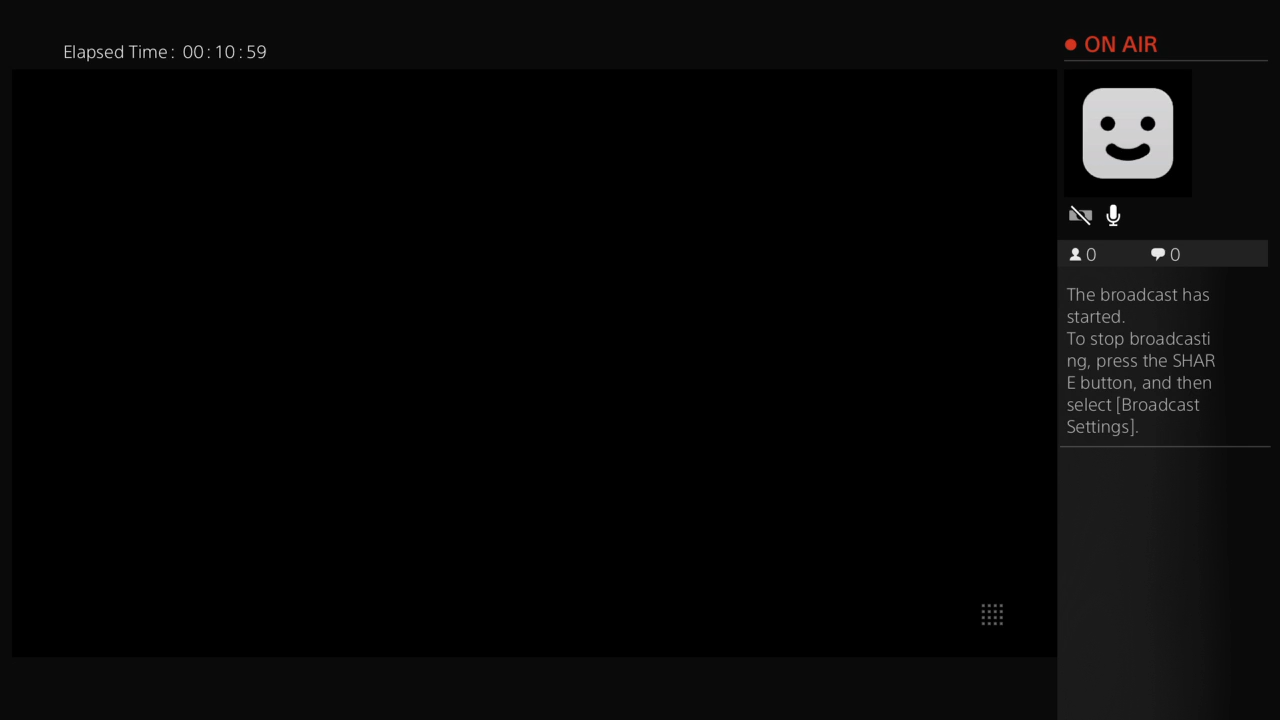 Elapsed Time: 00:10:59
ON AIR
0 0
The broadcast has
started.
To stop broadcasti
ng, press the SHAR
E button, and then
select [Broadcast
Settings].